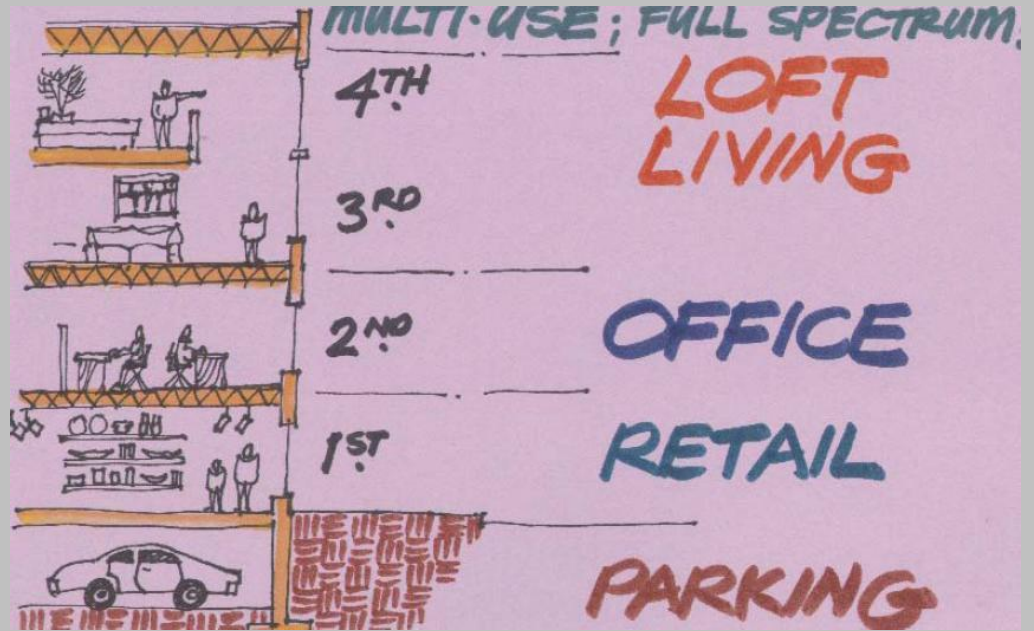 MULTI-USE; FULL SPECTRUM.
4TH
LOFT
LIVING
3RD
2ND
OFFICE
1ST
RETAIL
PARKING